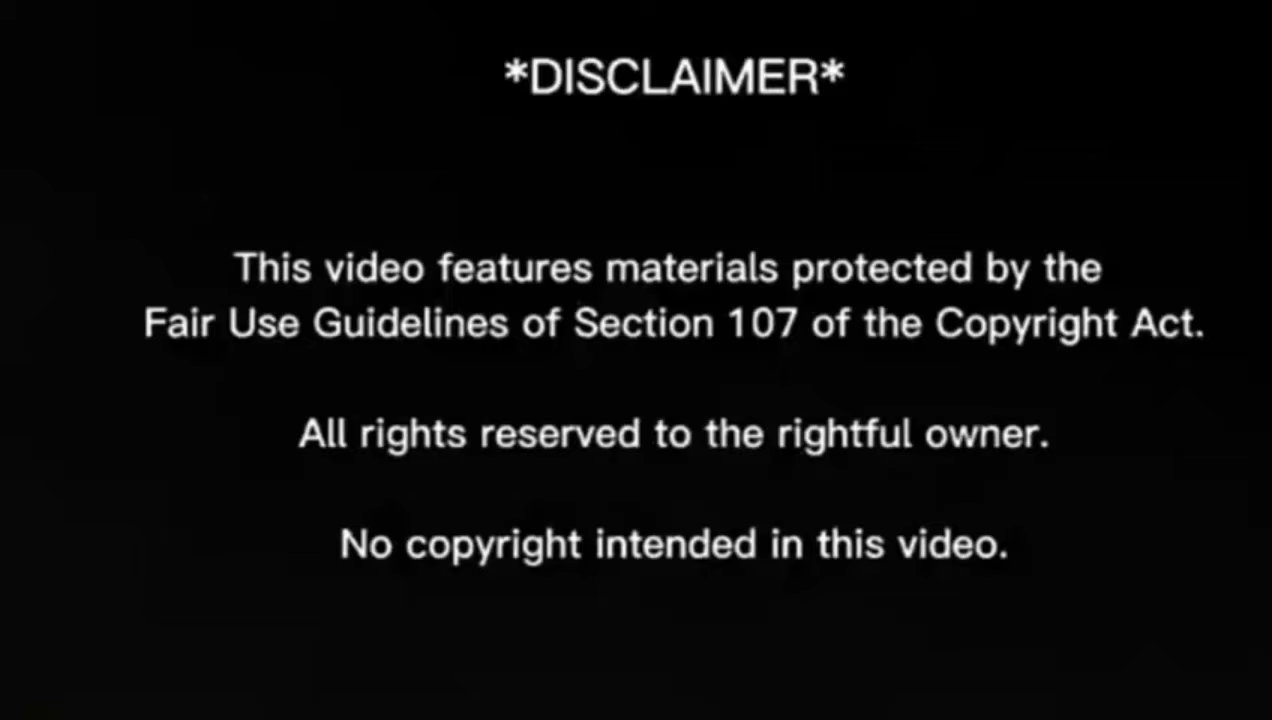 *DISCLAIMER*
This video features materials protected by the
Fair Use Guidelines of Section 107 of the Copyright Act.
All rights reserved to the rightful owner.
No copyright intended in this video.